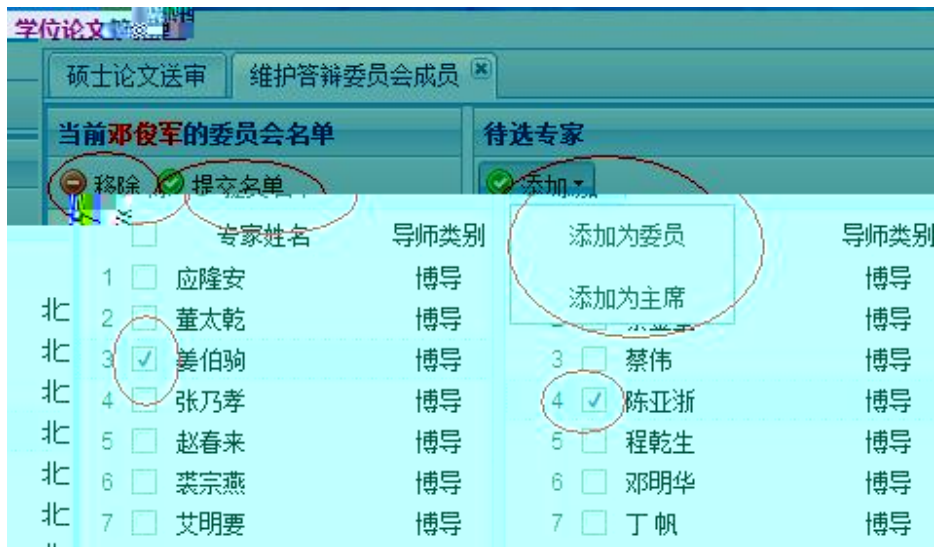 学位论文
硕士论文送审 维护答辩委员会成员
当前邓俊军的委员会名单 待选专家
移除 提交名单 添加
专家姓名 导师类别 添加为委员 导师类别
1 应隆安 博导 博导
添加为主席
北 2 董太乾 博导 博导
北 3 姜伯驹 博导 3 蔡伟 博导
北 4 张乃孝 博导 4 陈亚浙 博导
北 5 赵春来 博导 5 程乾生 博导
北 6 裘宗燕 博导 6 邓明华 博导
北 7 艾明要 博导 7 丁帆 博导